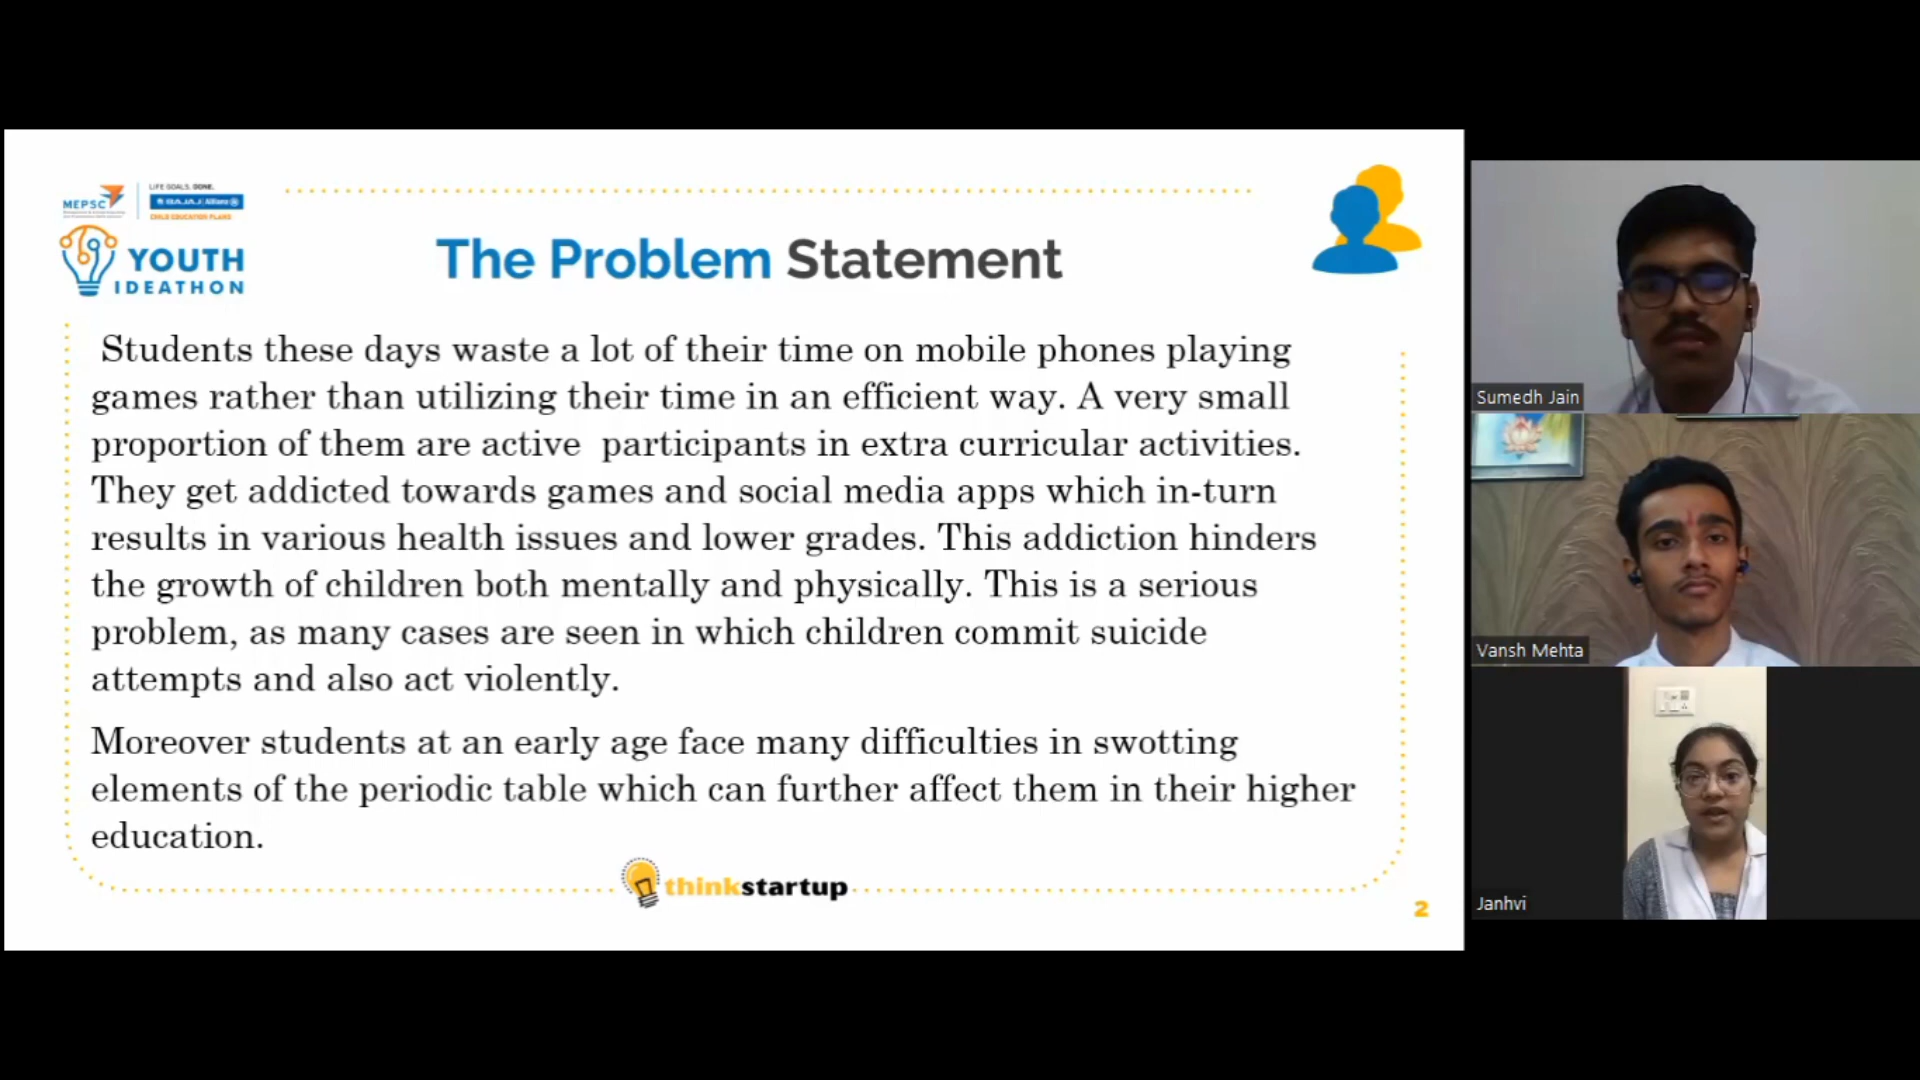 MEPSC
LIFE GOALS. DONE.
BAJAJ Allianz
CHILD EDUCATION PLANS
YOUTH
IDEATHON
The Problem Statement
Students these days waste a lot of their time on mobile phones playing
games rather than utilizing their time in an efficient way. A very small
proportion of them are active participants in extra curricular activities.
They get addicted towards games and social media apps which in-turn
results in various health issues and lower grades. This addiction hinders
the growth of children both mentally and physically. This is a serious
problem, as many cases are seen in which children commit suicide
attempts and also act violently.
Moreover students at an early age face many difficulties in swotting
elements of the periodic table which can further affect them in their higher
education.
thinkstartup
2
Sumedh Jain
Vansh Mehta
Janhvi